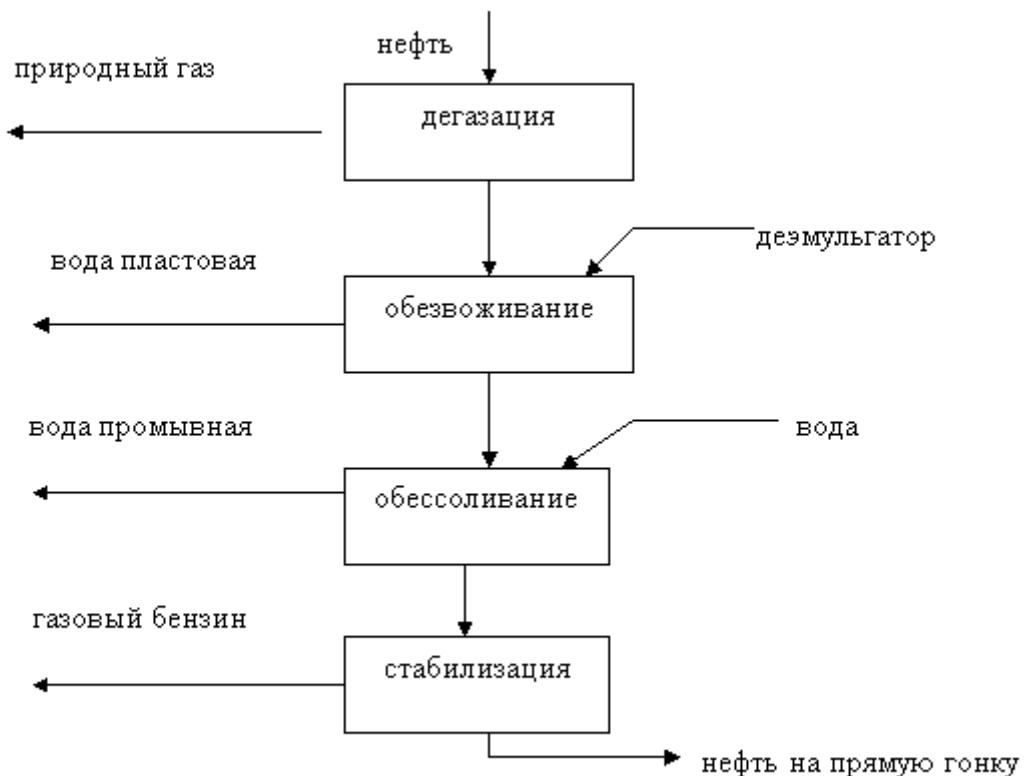 нефть
природный газ
дегазация
деэмульгатор
вода пластовая
обезвоживание
вода промывная
вода
обессоливание
газовый бензин
стабилизация
нефть на прямую гонку